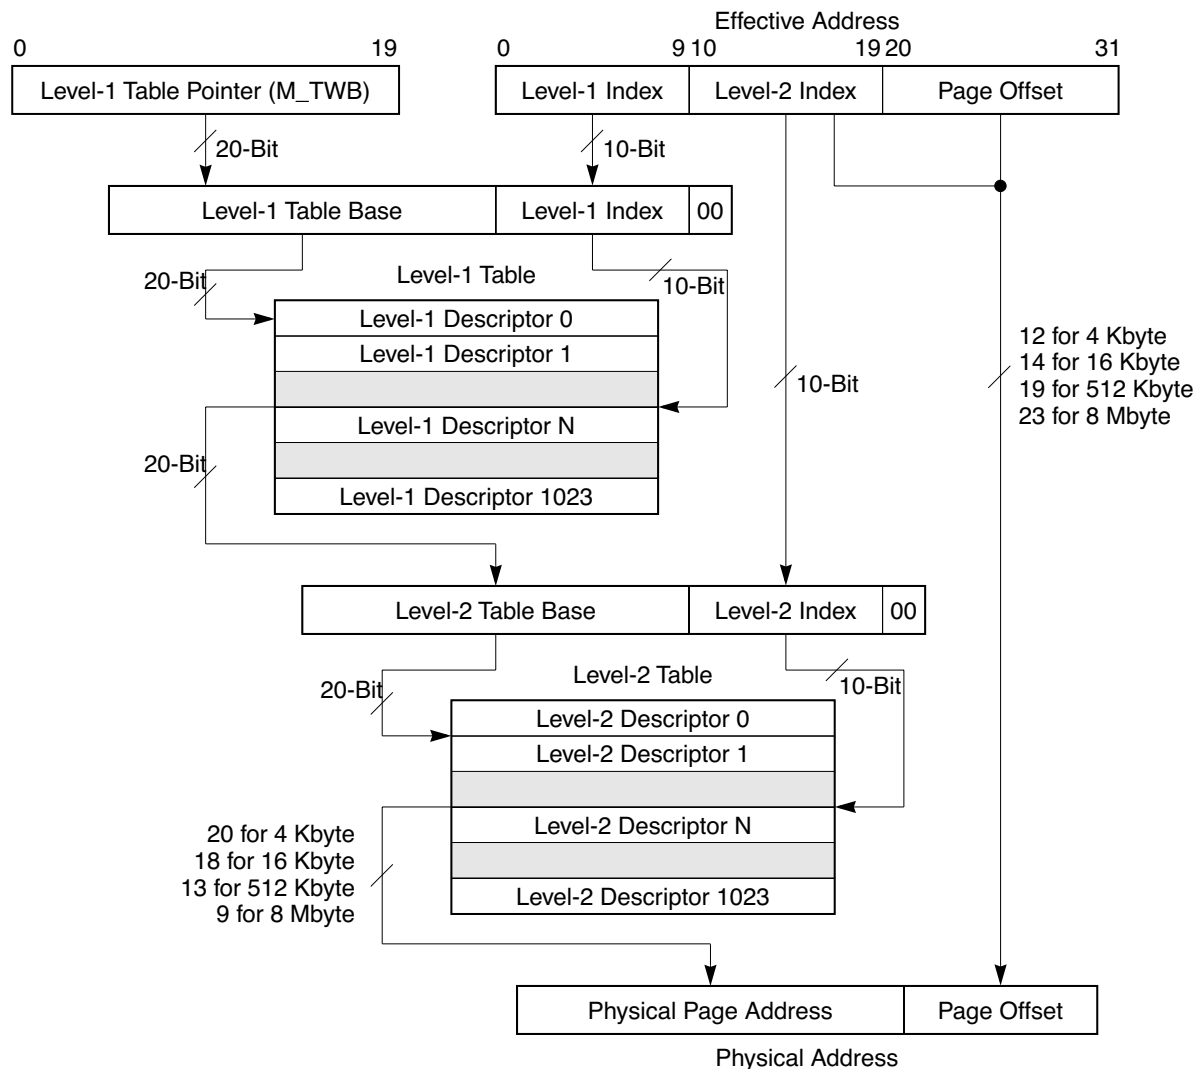 Effective Address
0 19 0 9 10 19 20 31
Level-1 Table Pointer (M_TWB) Level-1 Index Level-2 Index Page Offset
20-Bit 10-Bit
Level-1 Table Base Level-1 Index 00
20-Bit Level-1 Table 10-Bit
Level-1 Descriptor 0
Level-1 Descriptor 1
Level-1 Descriptor N
Level-1 Descriptor 1023
20-Bit
10-Bit
12 for 4 Kbyte
14 for 16 Kbyte
19 for 512 Kbyte
23 for 8 Mbyte
Level-2 Table Base Level-2 Index 00
20-Bit Level-2 Table 10-Bit
Level-2 Descriptor 0
Level-2 Descriptor 1
Level-2 Descriptor N
Level-2 Descriptor 1023
20 for 4 Kbyte
18 for 16 Kbyte
13 for 512 Kbyte
9 for 8 Mbyte
Physical Page Address Page Offset
Physical Address